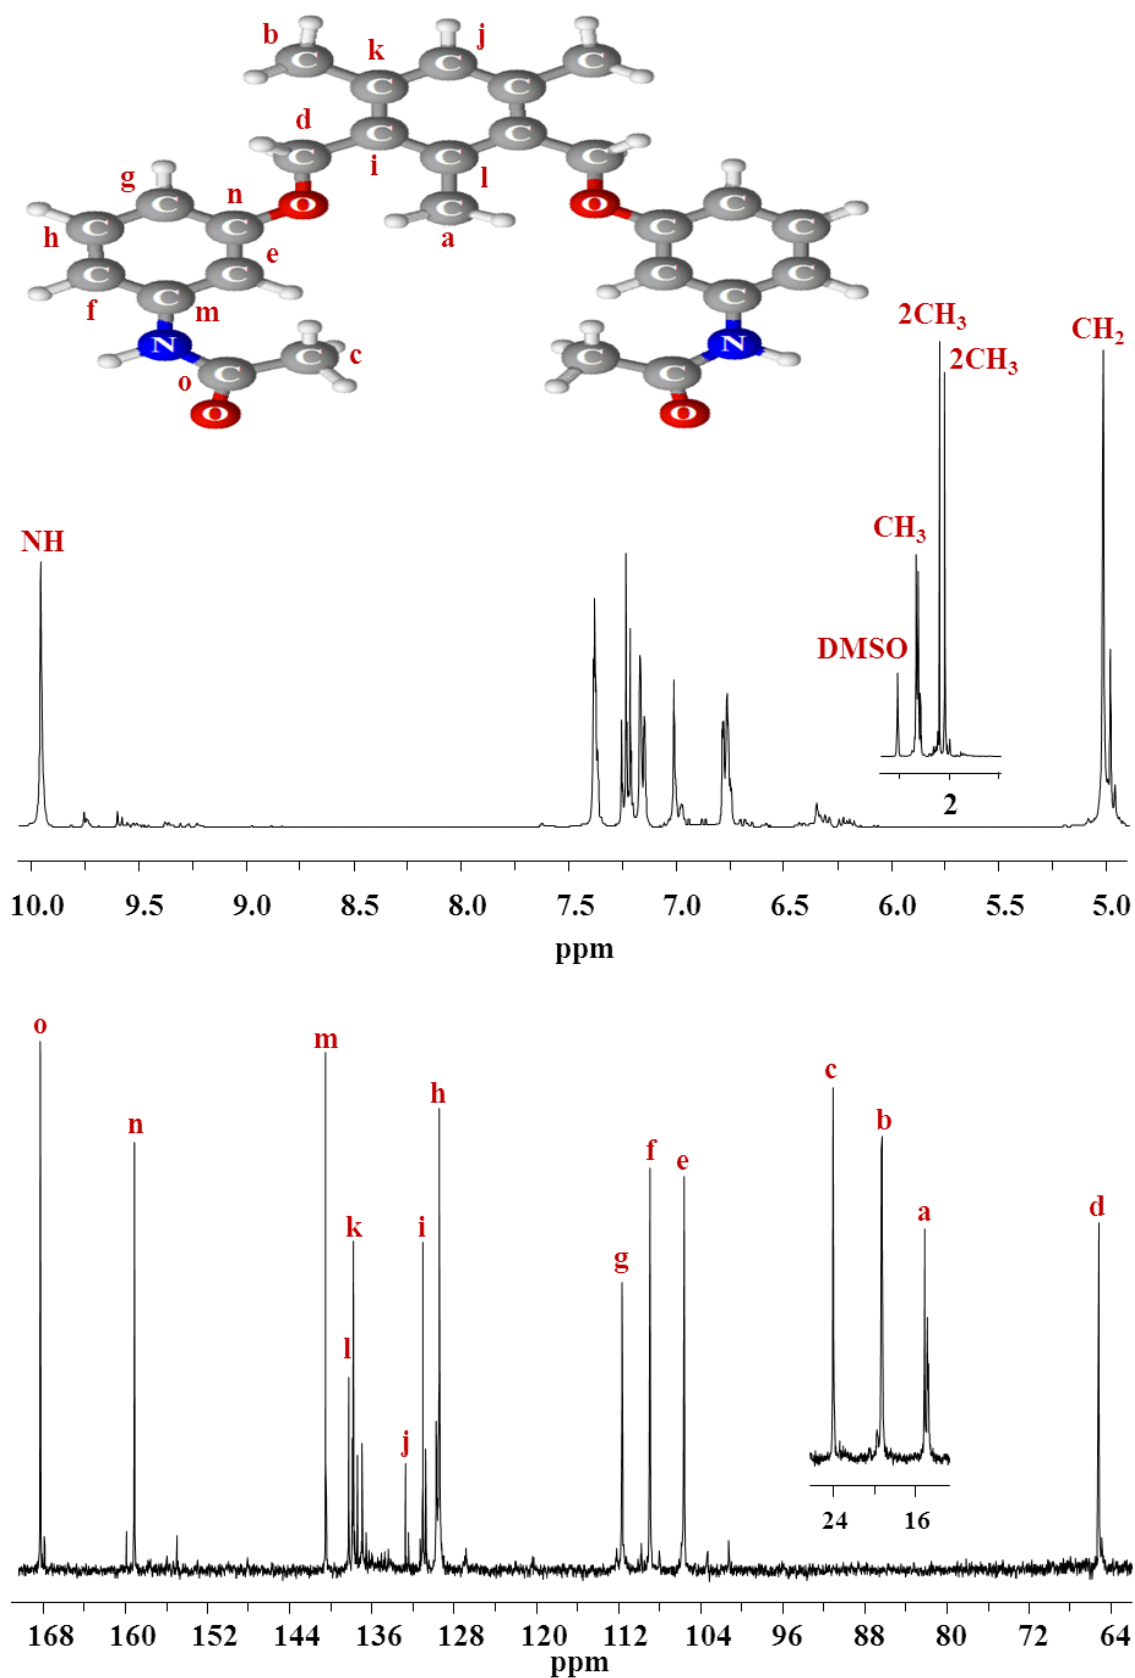 b
k
j
C
C
C
C
C
d
C
C
C
C
C
i
l
g
n
C
O
C
O
C
h
C
C
a
C
C
e
C
C
C
C
f
C
m
C
N
C
c
C
N
o
C
C
O
O
2CH3
2CH3
CH2
CH3
NH
DMSO
2
10.0 9.5 9.0 8.5 8.0 7.5 7.0 6.5 6.0 5.5 5.0
ppm
o
m
n
h
c
b
f
e
k
i
g
a
d
l
j
24 16
168 160 152 144 136 128 120 112 104 96 88 80 72 64
ppm